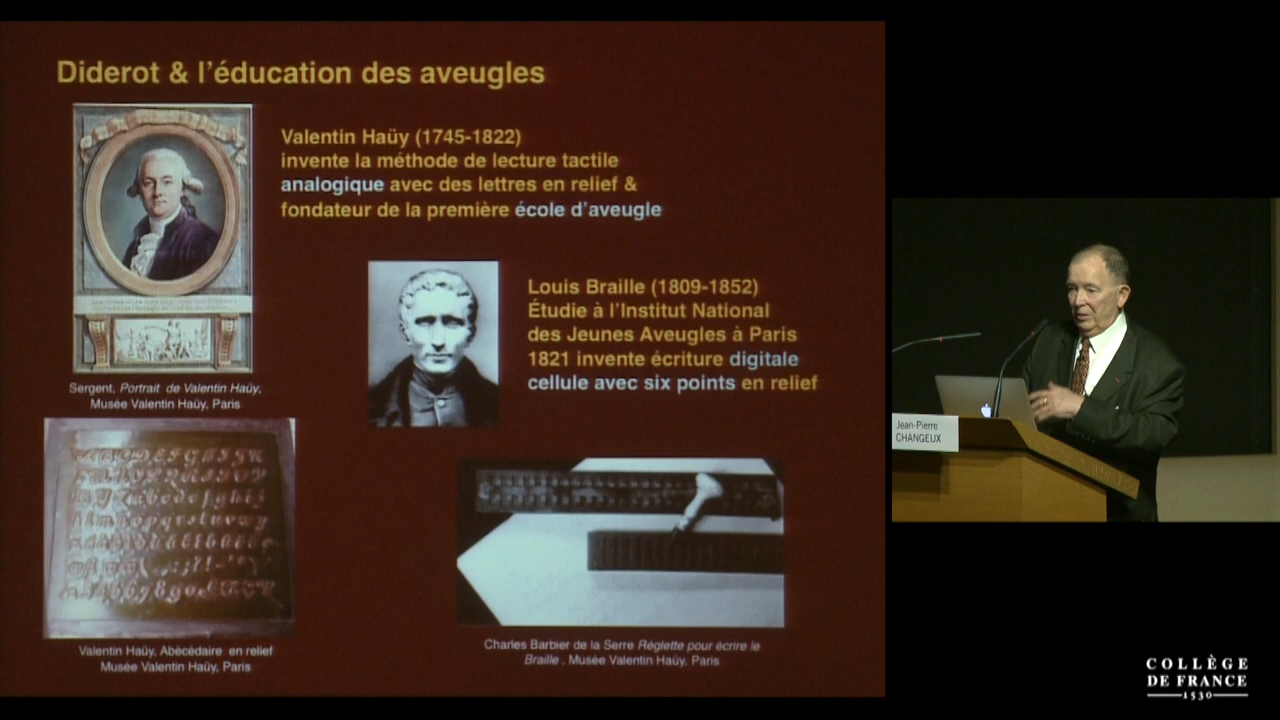 Diderot & l'éducation des aveugles
Valentin Haüy (1745-1822)
invente la méthode de lecture tactile
analogique avec des lettres en relief &
fondateur de la première école d'aveugle
Louis Braille (1809-1852)
Étudie à l'Institut National
des Jeunes Aveugles à Paris
1821 invente écriture digitale
cellule avec six points en relief
Sergent, Portrait de Valentin Haüy,
Musée Valentin Haüy, Paris
Valentin Haüy, Abécédaire en relief
Musée Valentin Haüy, Paris
Charles Barbier de la Serre Réglette pour écrire le
Braille , Musée Valentin Haüy, Paris
Jean-Pierre
CHANGEUX
COLLÈGE
DE FRANCE
1530